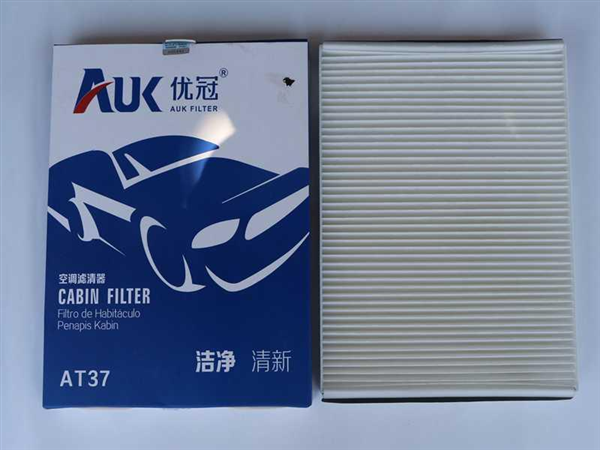 AUK 优冠®
AUK FILTER
空调滤清器
CABIN FILTER
Filtro de Habitáculo
Penapis Kabin
洁净 清新
AT37